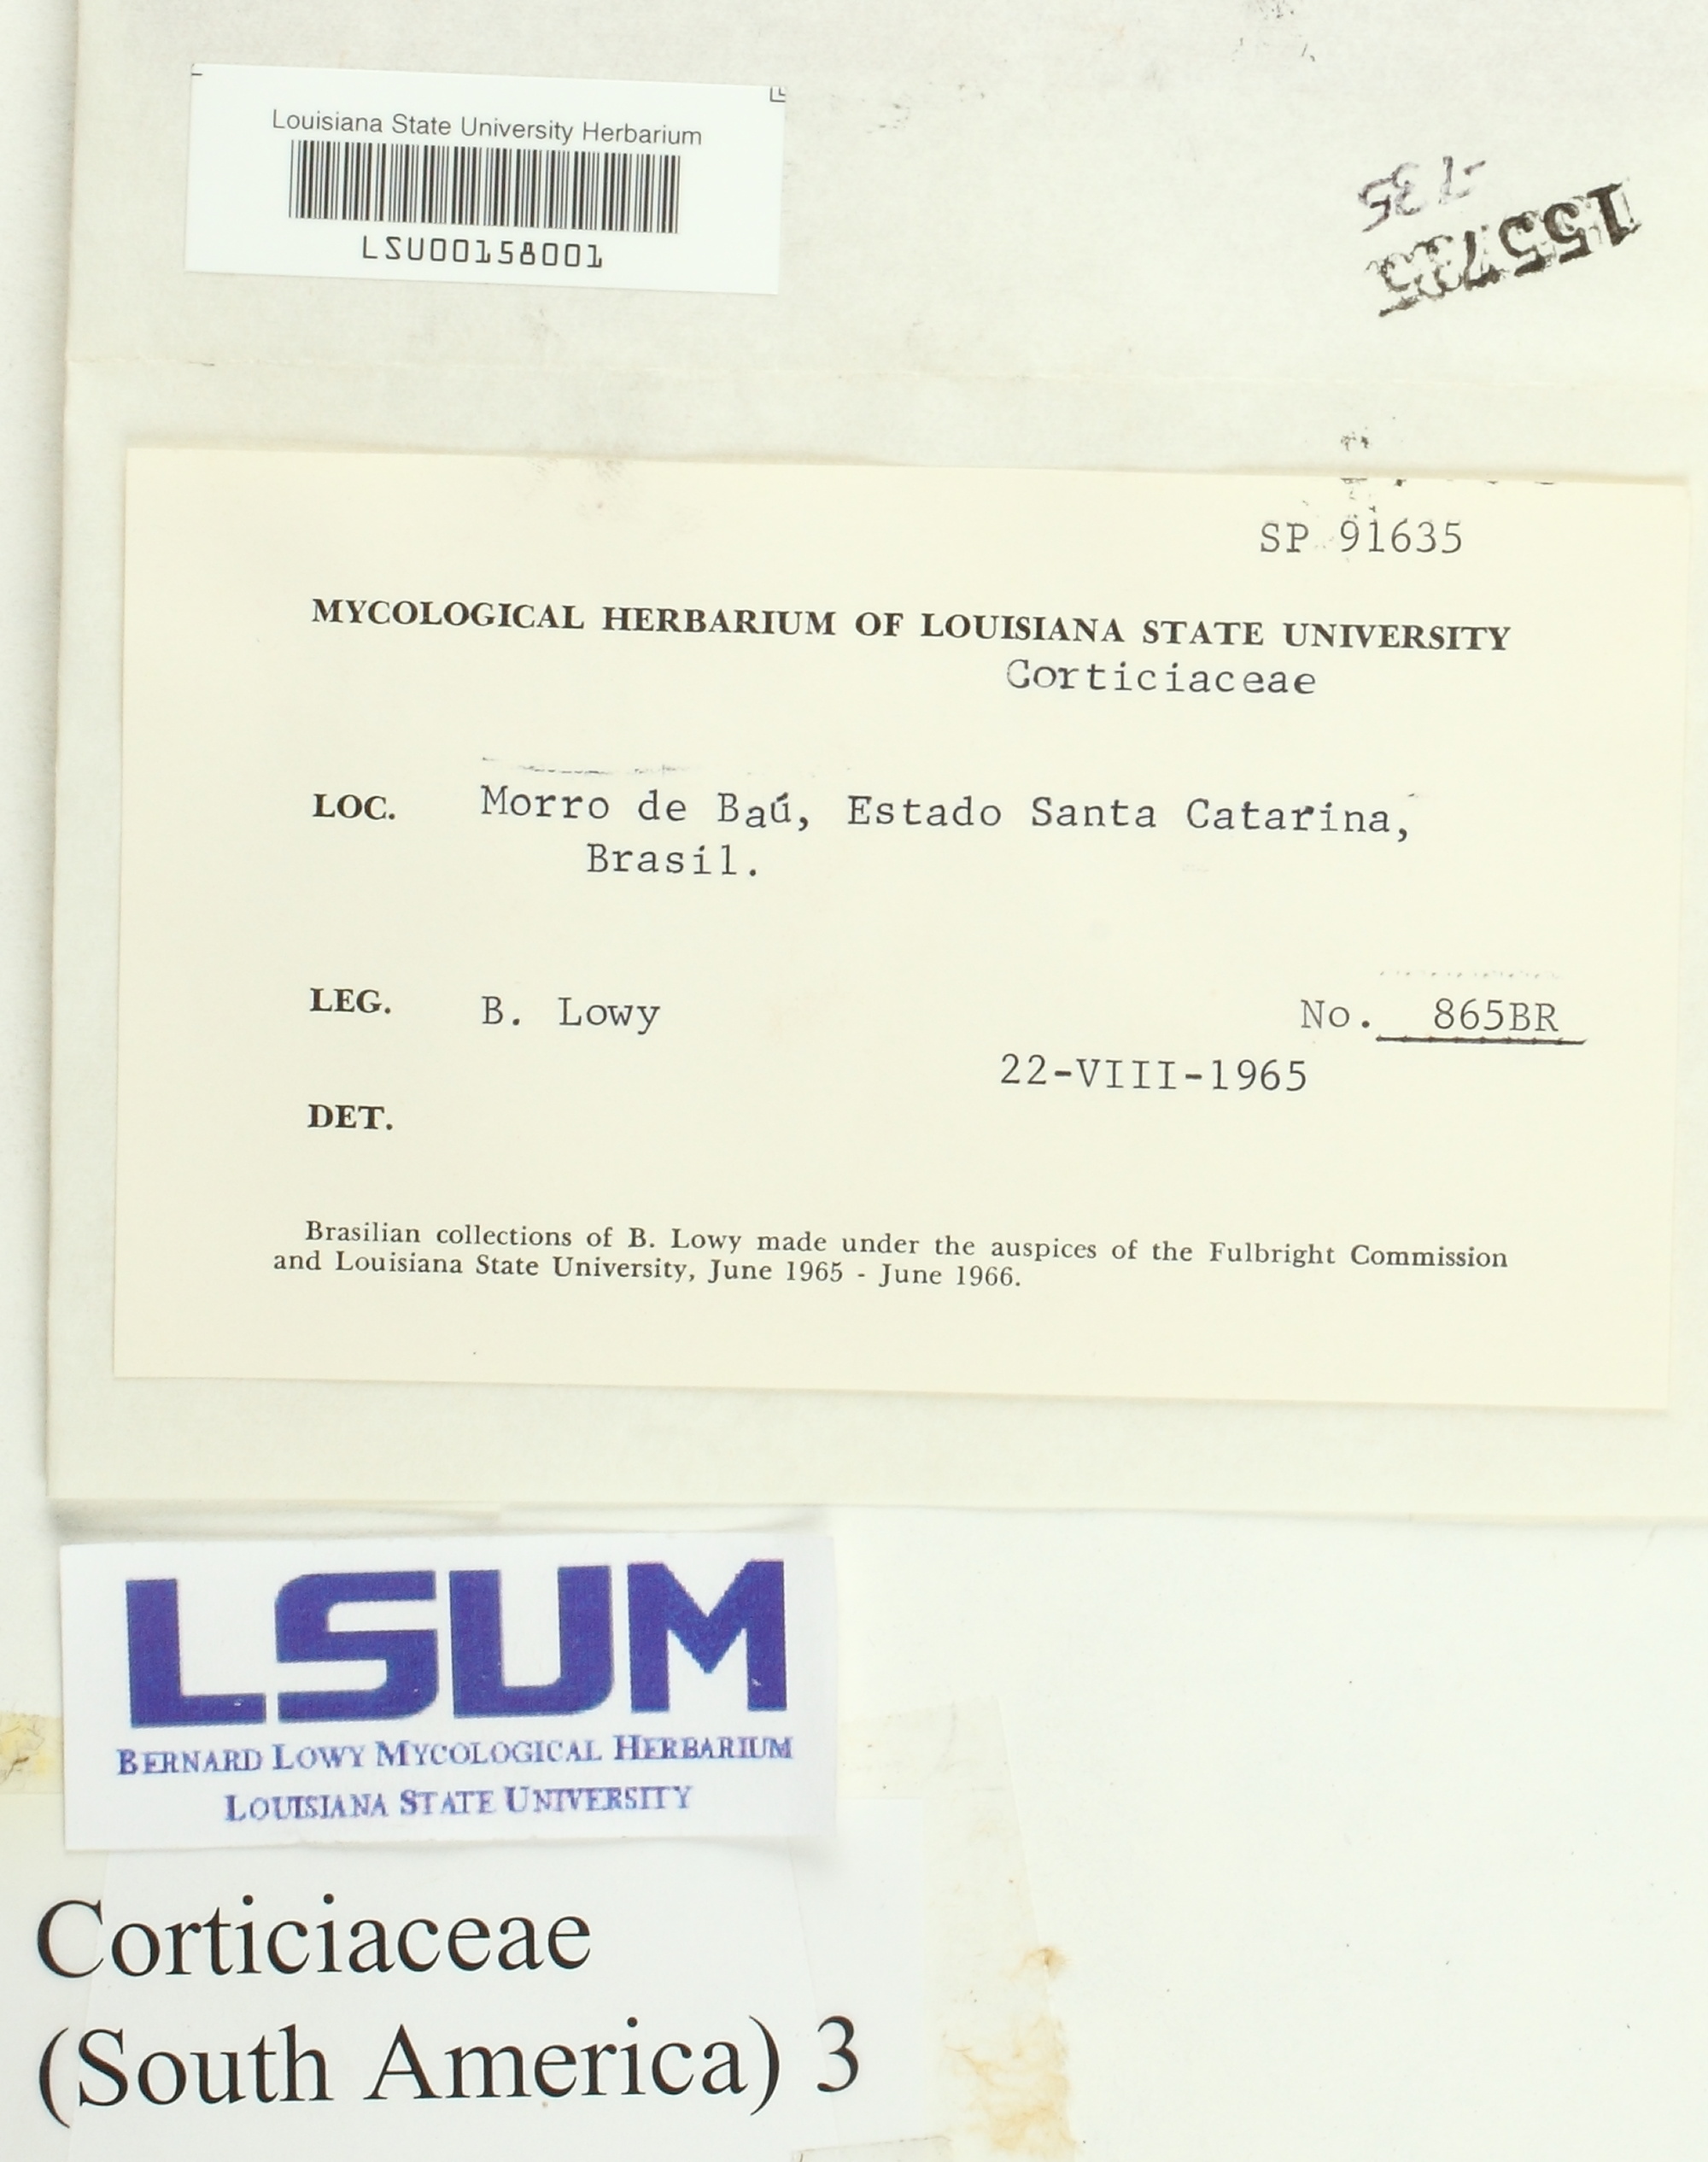 Louisiana State University Herbarium
LSU00158001
-735
155735
SP 91635
MYCOLOGICAL HERBARIUM OF LOUISIANA STATE UNIVERSITY
Corticiaceae
LOC. Morro de Baú, Estado Santa Catarina,
Brasil.
LEG. B. Lowy No. 865BR
22-VIII-1965
DET.
Brasilian collections of B. Lowy made under the auspices of the Fulbright Commission
and Louisiana State University, June 1965 - June 1966.
LSUM
BERNARD LOWY MYCOLOGICAL HERBARIUM
LOUISIANA STATE UNIVERSITY
Corticiaceae
(South America) 3